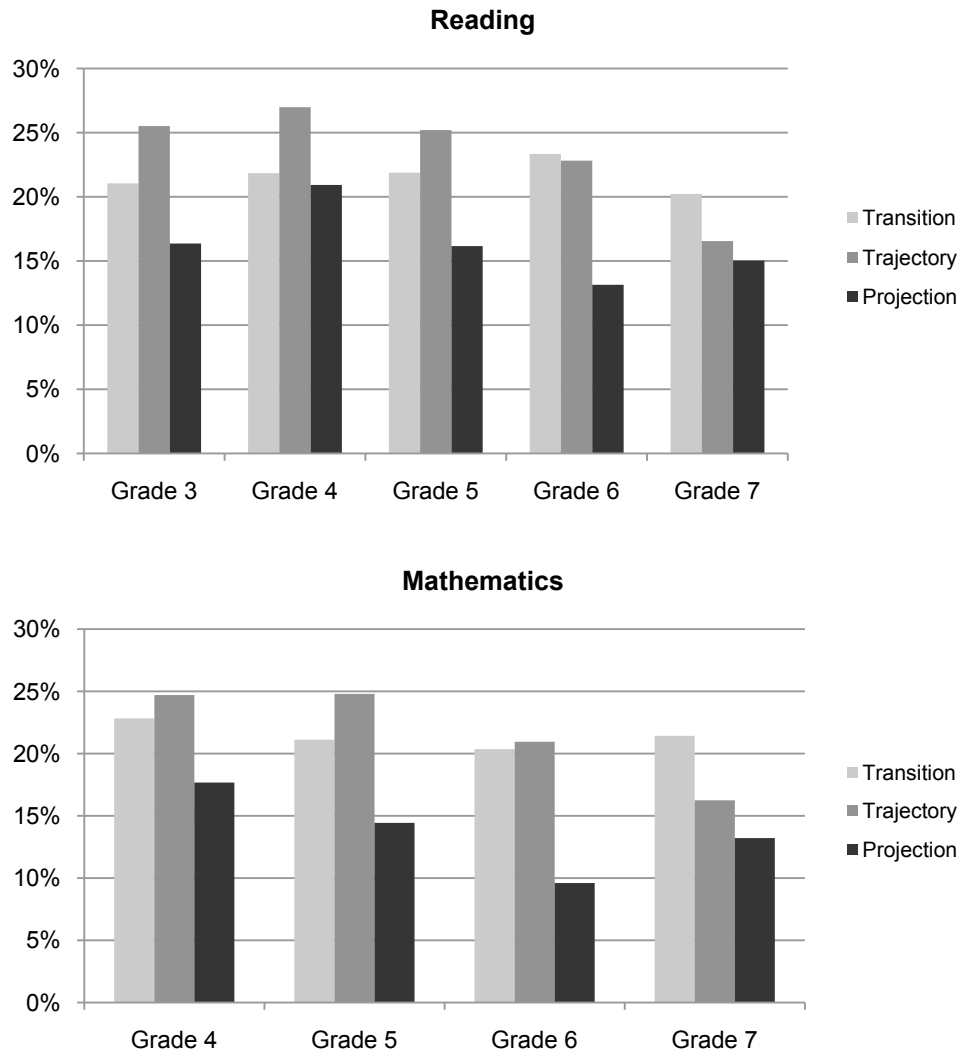 Reading
30%
25%
20%
15%
10%
5%
0%
Grade 3 Grade 4 Grade 5 Grade 6 Grade 7
Transition
Trajectory
Projection
Mathematics
30%
25%
20%
15%
10%
5%
0%
Grade 4 Grade 5 Grade 6 Grade 7
Transition
Trajectory
Projection